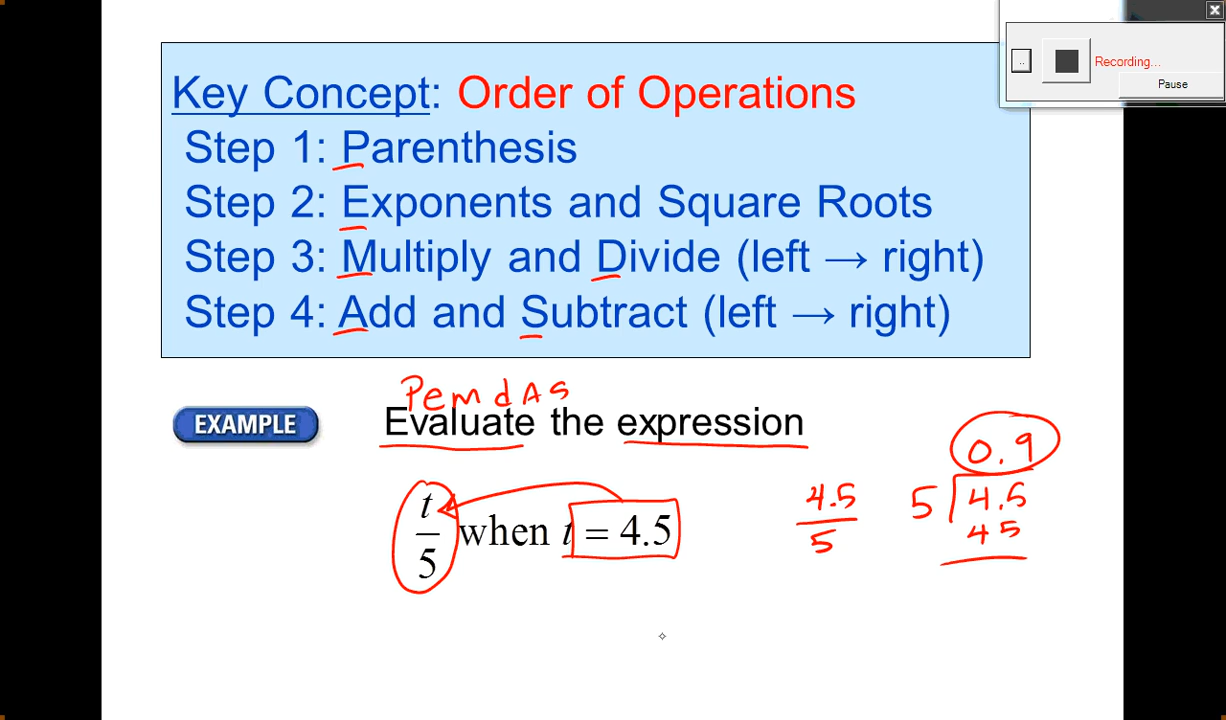 Recording...
Pause
Key Concept: Order of Operations
Step 1: Parenthesis
Step 2: Exponents and Square Roots
Step 3: Multiply and Divide (left → right)
Step 4: Add and Subtract (left → right)
PemdAS
EXAMPLE Evaluate the expression
t/5 when t = 4.5
4.5/5
0.9
5 4.5
45